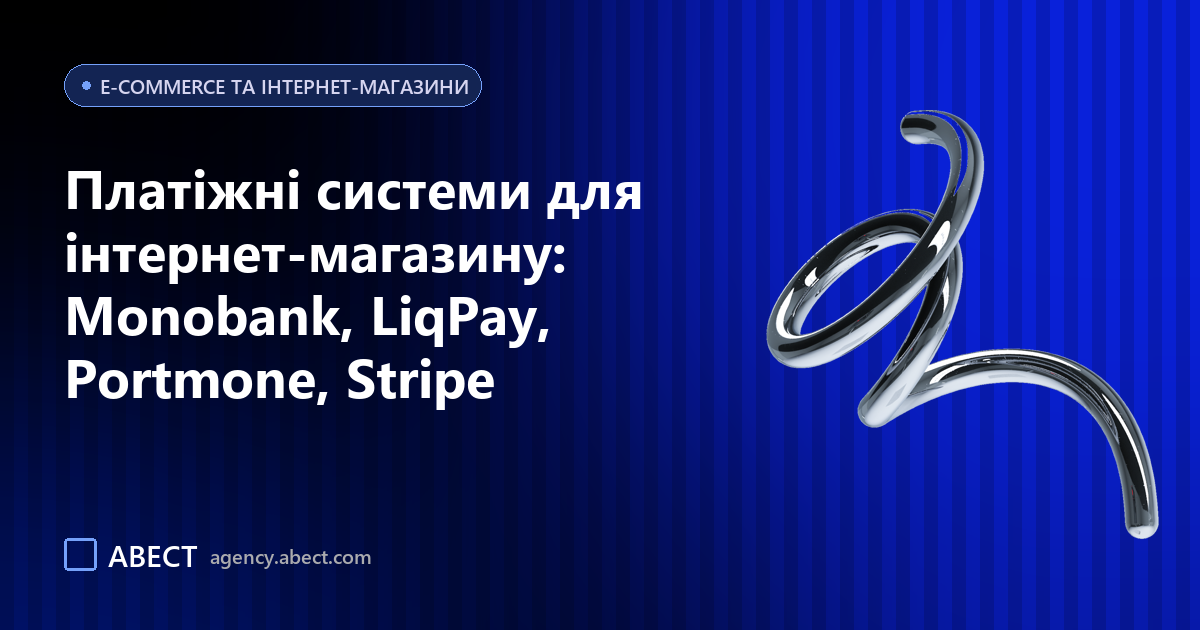 E-COMMERCE ТА ІНТЕРНЕТ-МАГАЗИНИ
Платіжні системи для
інтернет-магазину:
Monobank, LiqPay,
Portmone, Stripe
ABECT agency.abect.com